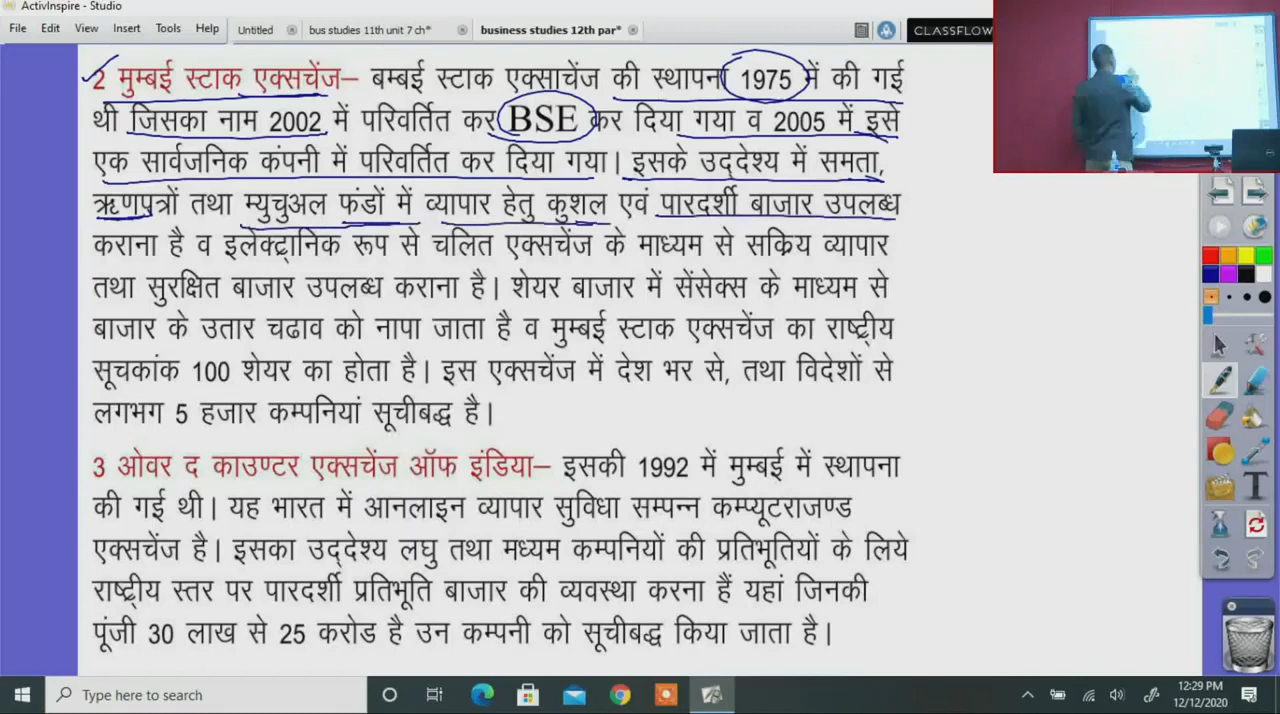 ActivInspire - Studio
File Edit View Insert Tools Help Untitled bus studies 11th unit 7 ch* business studies 12th par* CLASSFLOW
2 मुम्बई स्टाक एक्सचेंज– बम्बई स्टाक एक्साचेंज की स्थापना 1975 में की गई
थी जिसका नाम 2002 में परिवर्तित कर BSE कर दिया गया व 2005 में इसे
एक सार्वजनिक कंपनी में परिवर्तित कर दिया गया। इसके उद्देश्य में समता,
ऋणपत्रों तथा म्युचुअल फंडों में व्यापार हेतु कुशल एवं पारदर्शी बाजार उपलब्ध
कराना है व इलेक्ट्रानिक रूप से चलित एक्सचेंज के माध्यम से सक्रिय व्यापार
तथा सुरक्षित बाजार उपलब्ध कराना है। शेयर बाजार में सेंसेक्स के माध्यम से
बाजार के उतार चढाव को नापा जाता है व मुम्बई स्टाक एक्सचेंज का राष्ट्रीय
सूचकांक 100 शेयर का होता है। इस एक्सचेंज में देश भर से, तथा विदेशों से
लगभग 5 हजार कम्पनियां सूचीबद्ध है।
3 ओवर द काउण्टर एक्सचेंज ऑफ इंडिया– इसकी 1992 में मुम्बई में स्थापना
की गई थी। यह भारत में आनलाइन व्यापार सुविधा सम्पन्न कम्प्यूटराजण्ड
एक्सचेंज है। इसका उद्देश्य लघु तथा मध्यम कम्पनियों की प्रतिभूतियों के लिये
राष्ट्रीय स्तर पर पारदर्शी प्रतिभूति बाजार की व्यवस्था करना हैं यहां जिनकी
पूंजी 30 लाख से 25 करोड है उन कम्पनी को सूचीबद्ध किया जाता है।
Type here to search
12:29 PM
12/12/2020